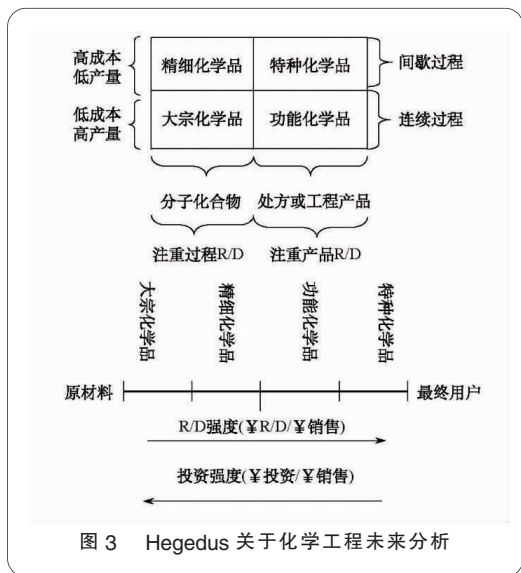 高成本
低产量
精细化学品 特种化学品
间歇过程
低成本
高产量
大宗化学品 功能化学品
连续过程
分子化合物 处方或工程产品
注重过程R/D 注重产品R/D
大宗化学品 精细化学品 功能化学品 特种化学品
原材料 最终用户
R/D强度(¥R/D/¥销售)
投资强度(¥投资/¥销售)
图 3 Hegedus 关于化学工程未来分析